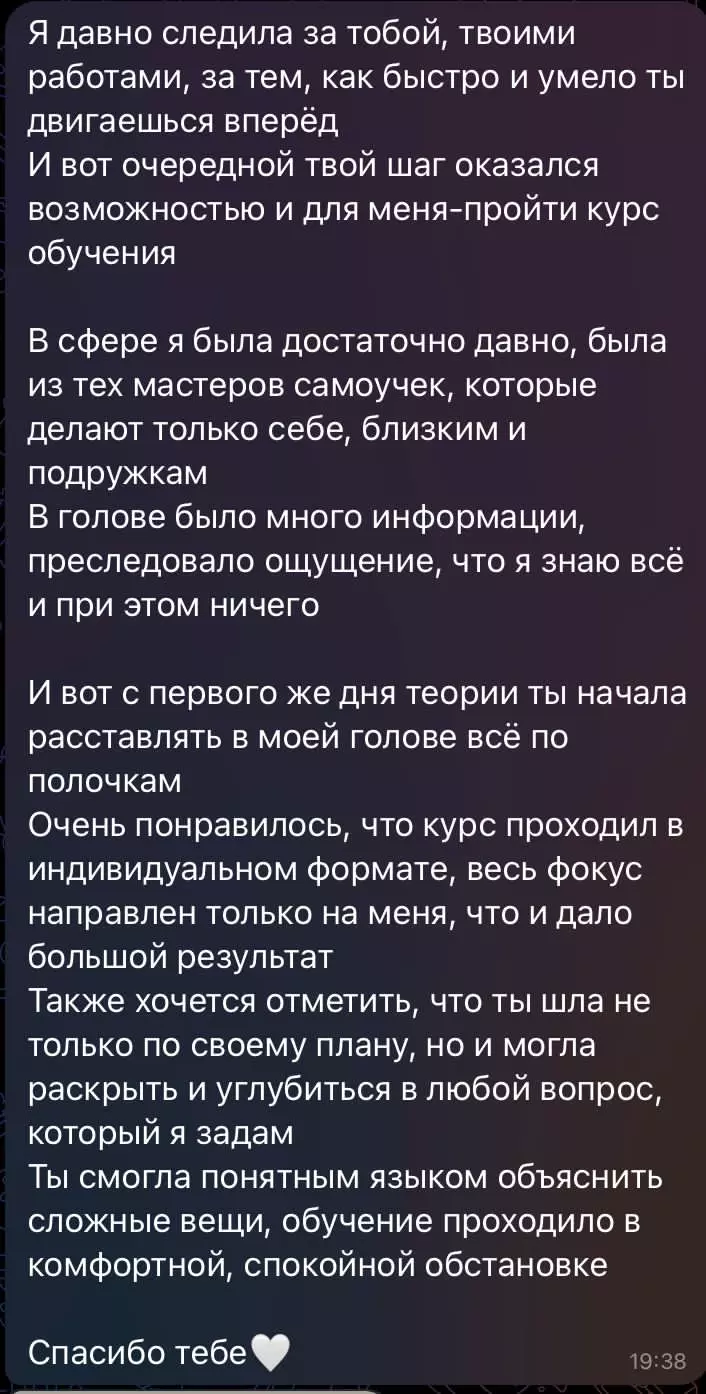 Я давно следила за тобой, твоими
работами, за тем, как быстро и умело ты
двигаешься вперёд
И вот очередной твой шаг оказался
возможностью и для меня-пройти курс
обучения
В сфере я была достаточно давно, была
из тех мастеров самоучек, которые
делают только себе, близким и
подружкам
В голове было много информации,
преследовало ощущение, что я знаю всё
и при этом ничего
И вот с первого же дня теории ты начала
расставлять в моей голове всё по
полочкам
Очень понравилось, что курс проходил в
индивидуальном формате, весь фокус
направлен только на меня, что и дало
большой результат
Также хочется отметить, что ты шла не
только по своему плану, но и могла
раскрыть и углубиться в любой вопрос,
который я задам
Ты смогла понятным языком объяснить
сложные вещи, обучение проходило в
комфортной, спокойной обстановке
Спасибо тебе🤍
19:38